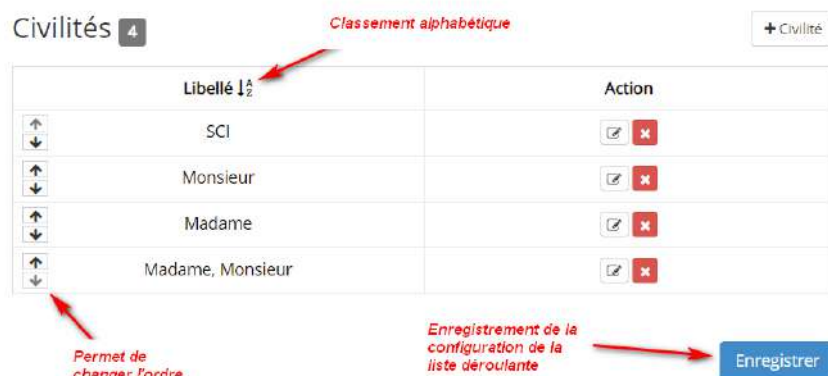 Civilités 4
Classement alphabétique
+ Civilité
Libellé
Action
SCI
Monsieur
Madame
Madame, Monsieur
Permet de
changer l'ordre
Enregistrement de la
configuration de la
liste déroulante
Enregistrer